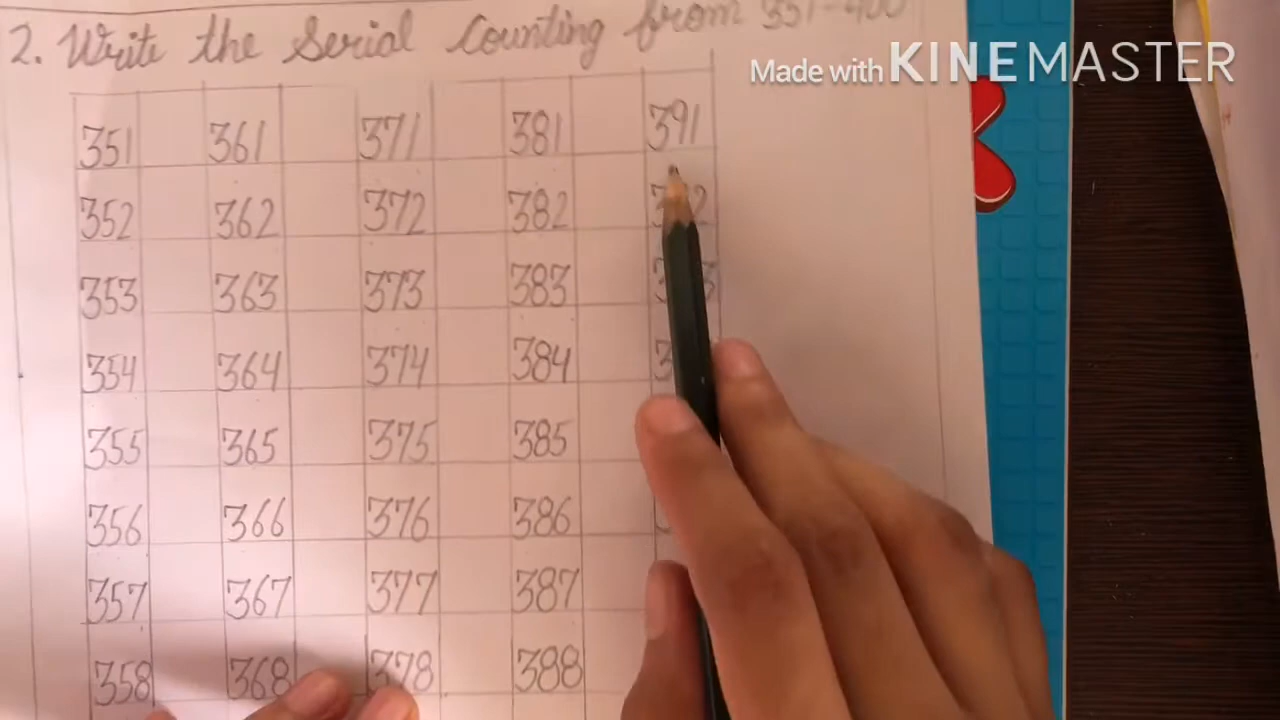 2. Write the Serial Counting from 351-400
Made with KINEMASTER
351 361 371 381 391
352 362 372 382
353 363 373 383
354 364 374 384
355 365 375 385
356 366 376 386
357 367 377 387
358 368 378 388